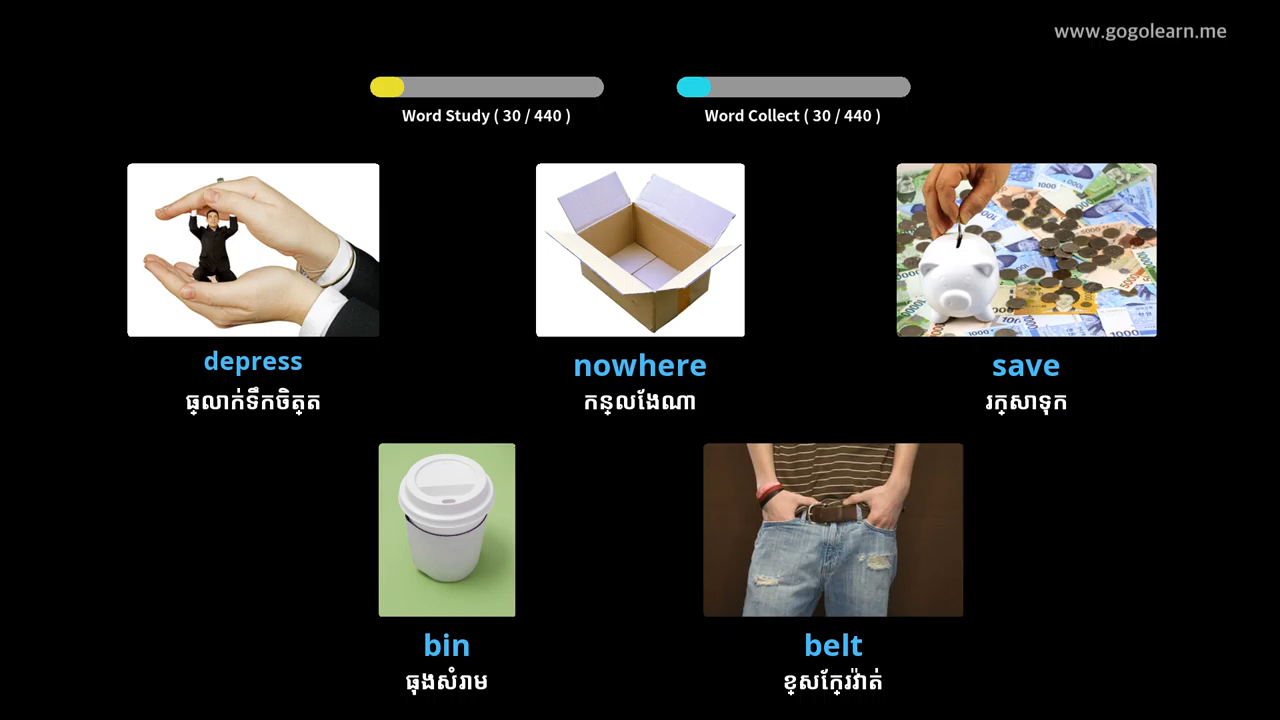 www.gogolearn.me
Word Study ( 30 / 440 )
Word Collect ( 30 / 440 )
depress
ធ្លាក់ទឹកចិត្ត
nowhere
កន្លែងណា
save
រក្សាទុក
bin
ធុងសំរាម
belt
ខ្សែក្រវ៉ាត់